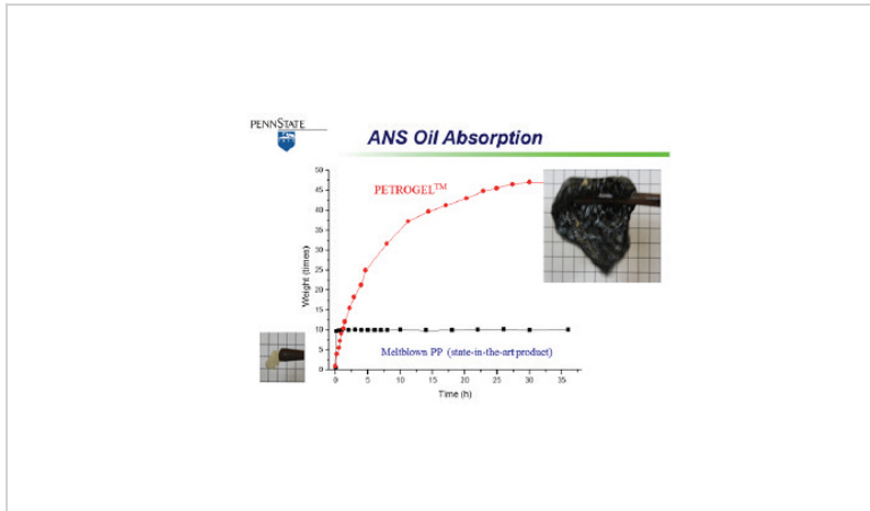 PENNSTATE
ANS Oil Absorption
PETROGEL™
Meltblown PP (state-in-the-art product)
Weight (times)
50
45
40
35
30
25
20
15
10
5
0
0 5 10 15 20 25 30 35
Time (h)